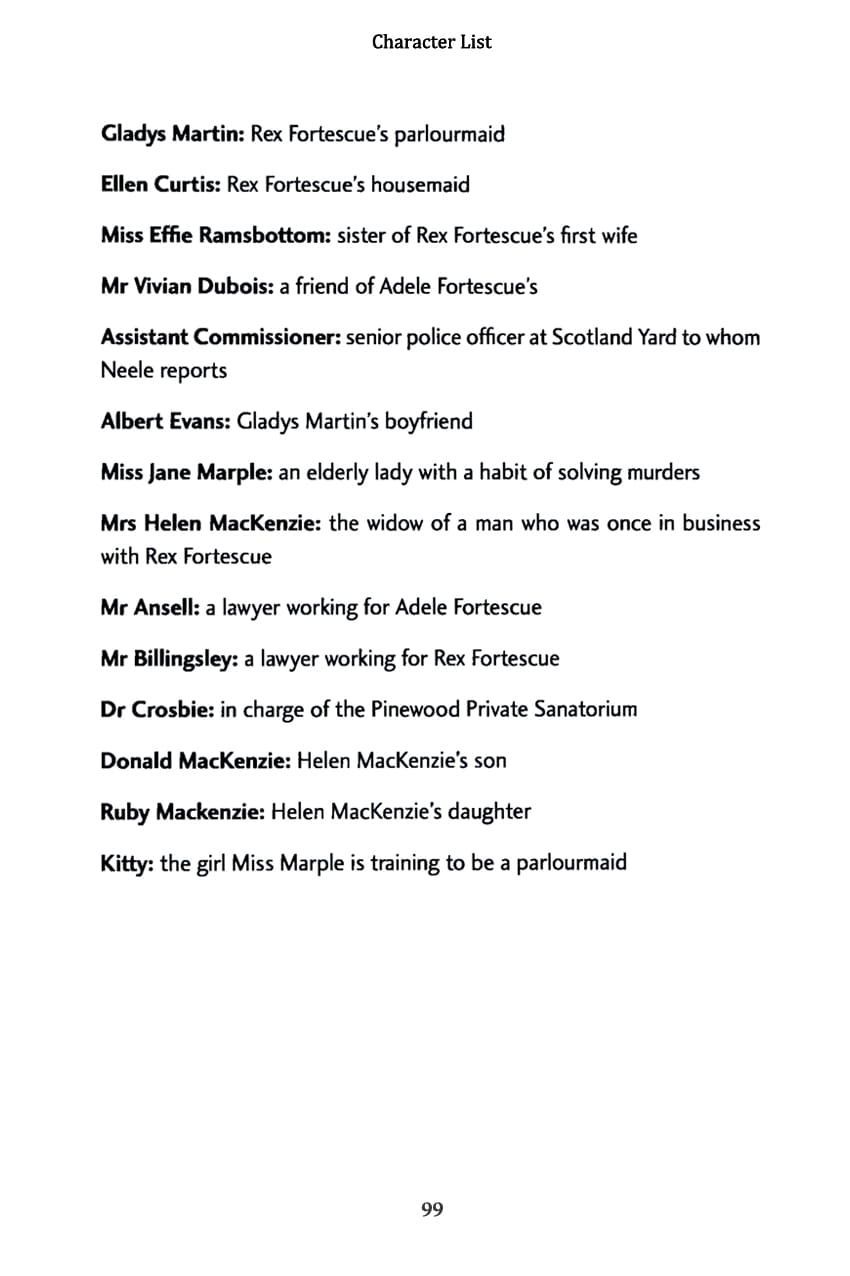 Character List
Gladys Martin: Rex Fortescue's parlourmaid
Ellen Curtis: Rex Fortescue's housemaid
Miss Effie Ramsbottom: sister of Rex Fortescue's first wife
Mr Vivian Dubois: a friend of Adele Fortescue's
Assistant Commissioner: senior police officer at Scotland Yard to whom
Neele reports
Albert Evans: Gladys Martin's boyfriend
Miss Jane Marple: an elderly lady with a habit of solving murders
Mrs Helen MacKenzie: the widow of a man who was once in business
with Rex Fortescue
Mr Ansell: a lawyer working for Adele Fortescue
Mr Billingsley: a lawyer working for Rex Fortescue
Dr Crosbie: in charge of the Pinewood Private Sanatorium
Donald MacKenzie: Helen MacKenzie's son
Ruby Mackenzie: Helen MacKenzie's daughter
Kitty: the girl Miss Marple is training to be a parlourmaid
99